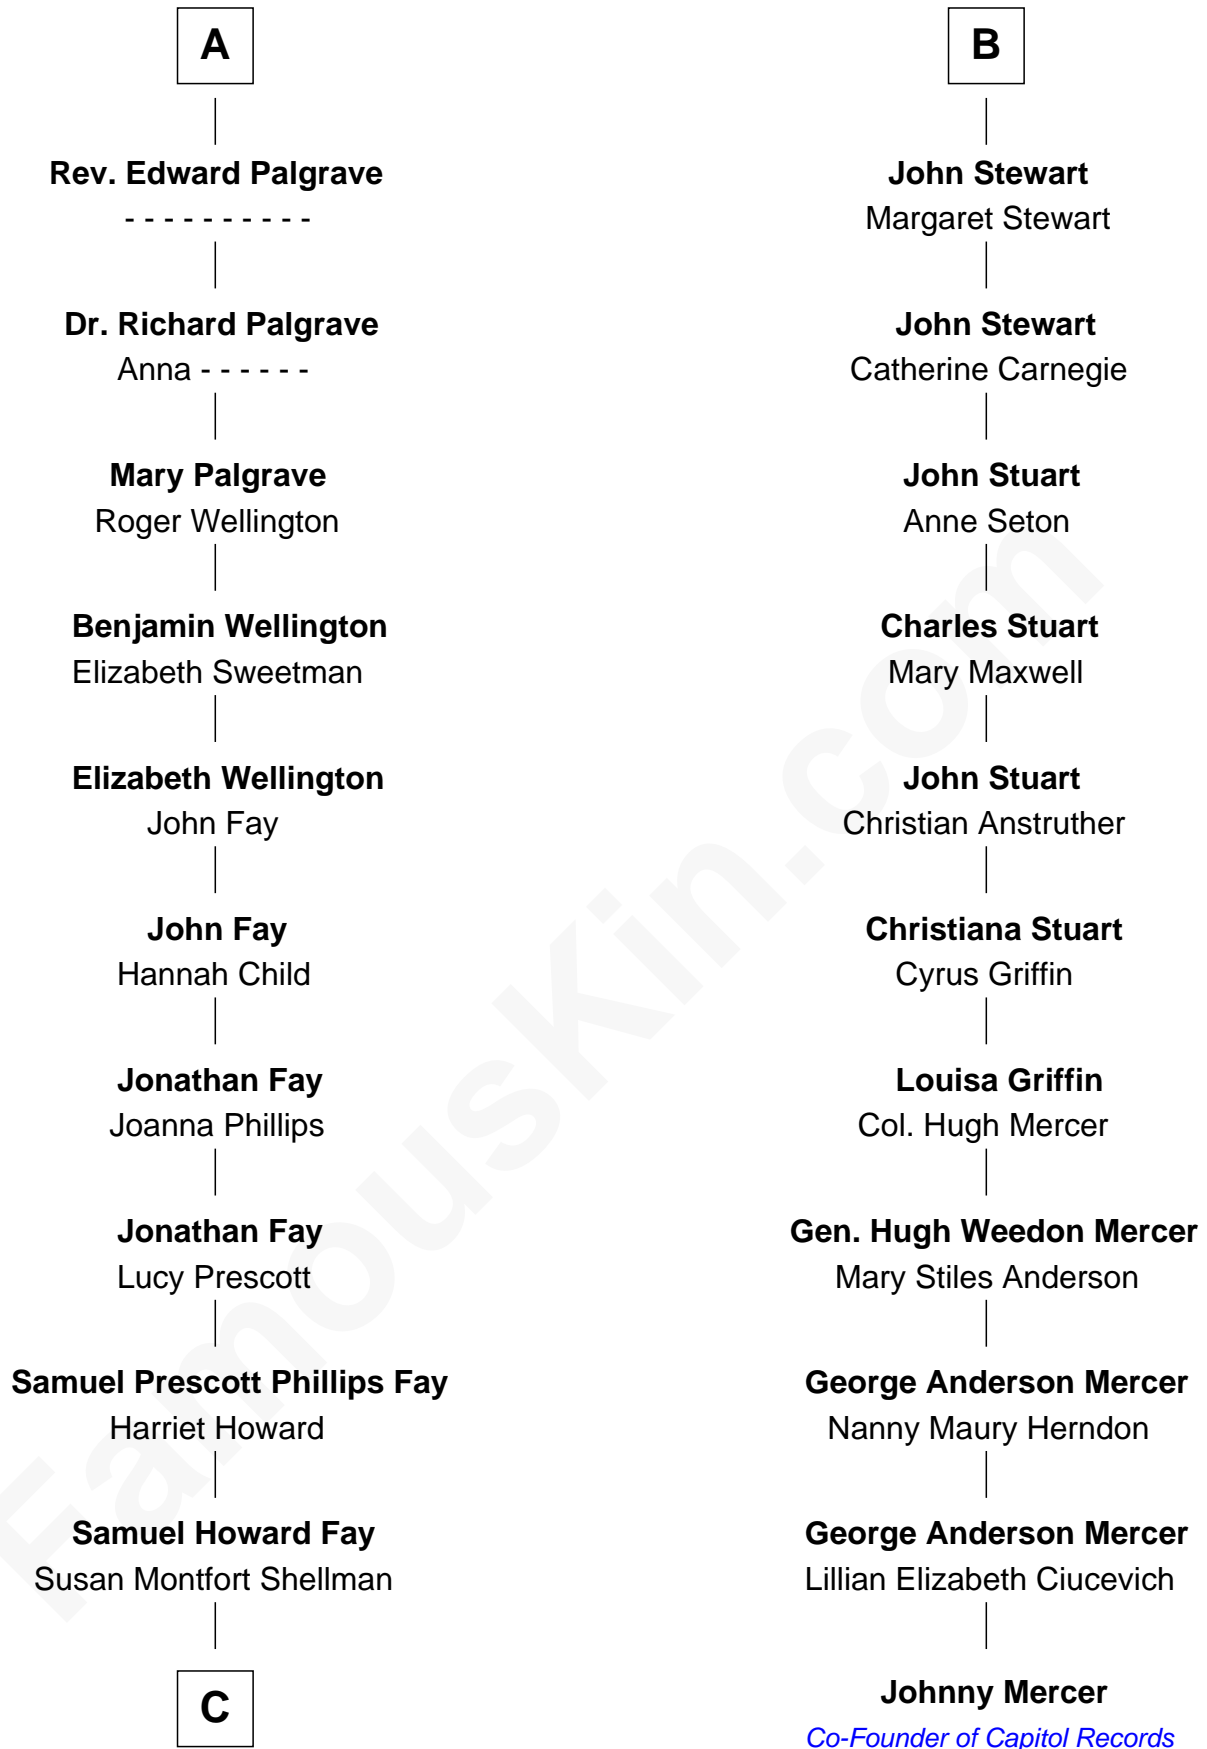 A
Rev. Edward Palgrave
- - - - - - - - - -
Dr. Richard Palgrave
Anna - - - - - -
Mary Palgrave
Roger Wellington
Benjamin Wellington
Elizabeth Sweetman
Elizabeth Wellington
John Fay
John Fay
Hannah Child
Jonathan Fay
Joanna Phillips
Jonathan Fay
Lucy Prescott
Samuel Prescott Phillips Fay
Harriet Howard
Samuel Howard Fay
Susan Montfort Shellman
C
B
John Stewart
Margaret Stewart
John Stewart
Catherine Carnegie
John Stuart
Anne Seton
Charles Stuart
Mary Maxwell
John Stuart
Christian Anstruther
Christiana Stuart
Cyrus Griffin
Louisa Griffin
Col. Hugh Mercer
Gen. Hugh Weedon Mercer
Mary Stiles Anderson
George Anderson Mercer
Nanny Maury Herndon
George Anderson Mercer
Lillian Elizabeth Ciucevich
Johnny Mercer
Co-Founder of Capitol Records
FamousKin.com